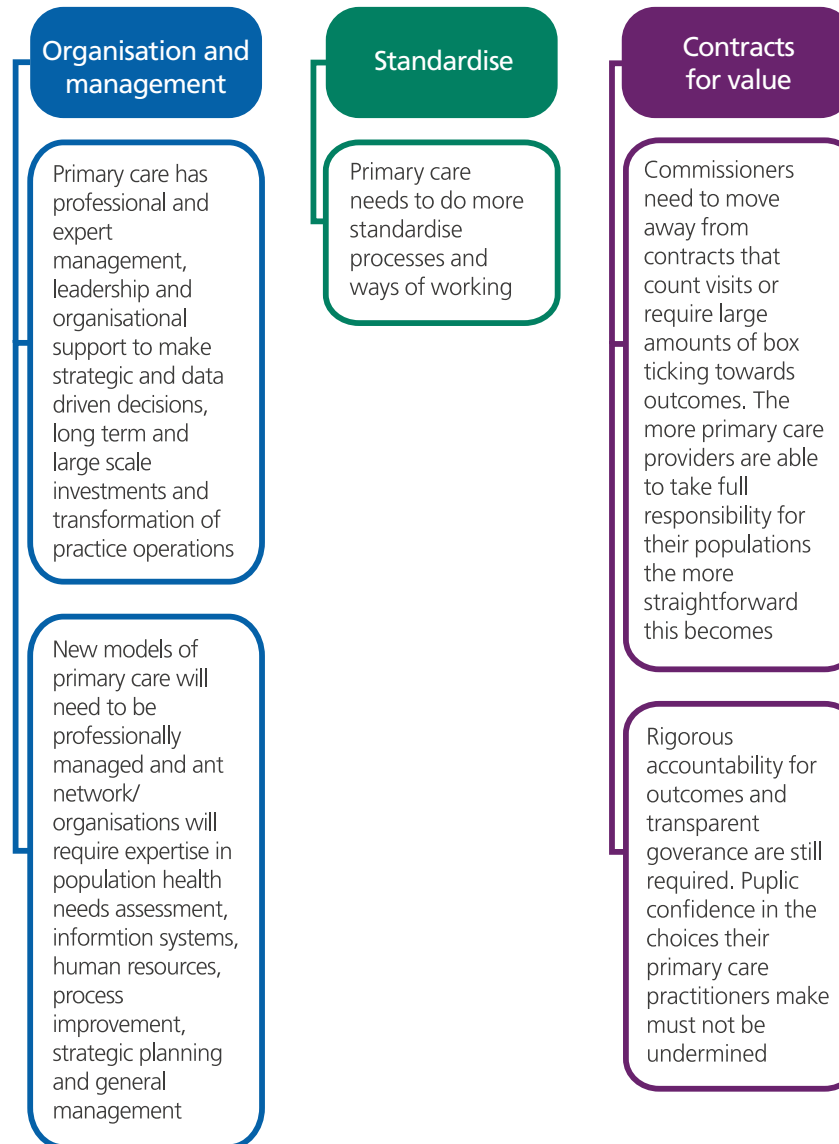 Organisation and
management
Primary care has
professional and
expert
management,
leadership and
organisational
support to make
strategic and data
driven decisions,
long term and
large scale
investments and
transformation of
practice operations
New models of
primary care will
need to be
professionally
managed and ant
network/
organisations will
require expertise in
population health
needs assessment,
informtion systems,
human resources,
process
improvement,
strategic planning
and general
management
Standardise
Primary care
needs to do more
standardise
processes and
ways of working
Contracts
for value
Commissioners
need to move
away from
contracts that
count visits or
require large
amounts of box
ticking towards
outcomes. The
more primary care
providers are able
to take full
responsibility for
their populations
the more
straightforward
this becomes
Rigorous
accountability for
outcomes and
transparent
goverance are still
required. Puplic
confidence in the
choices their
primary care
practitioners make
must not be
undermined